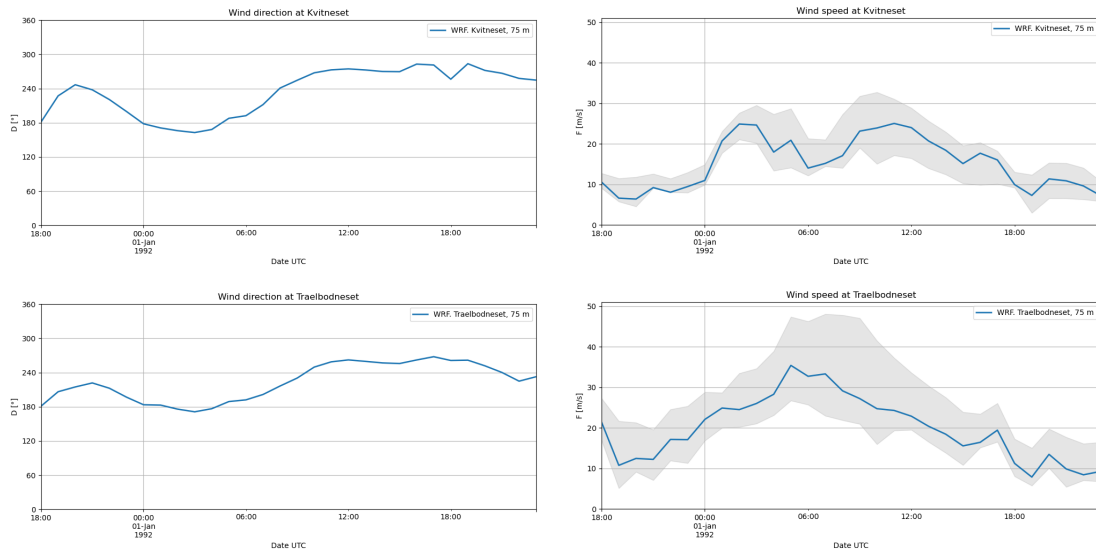 Wind direction at Kvitneset
WRF. Kvitneset, 75 m
D [°]
360
300
240
180
120
60
0
18:00
00:00
01-Jan
1992
06:00
12:00
18:00
Date UTC
Wind speed at Kvitneset
WRF. Kvitneset, 75 m
F [m/s]
50
40
30
20
10
0
18:00
00:00
01-Jan
1992
06:00
12:00
18:00
Date UTC
Wind direction at Traelbodneset
WRF. Traelbodneset, 75 m
D [°]
360
300
240
180
120
60
0
18:00
00:00
01-Jan
1992
06:00
12:00
18:00
Date UTC
Wind speed at Traelbodneset
WRF. Traelbodneset, 75 m
F [m/s]
50
40
30
20
10
0
18:00
00:00
01-Jan
1992
06:00
12:00
18:00
Date UTC